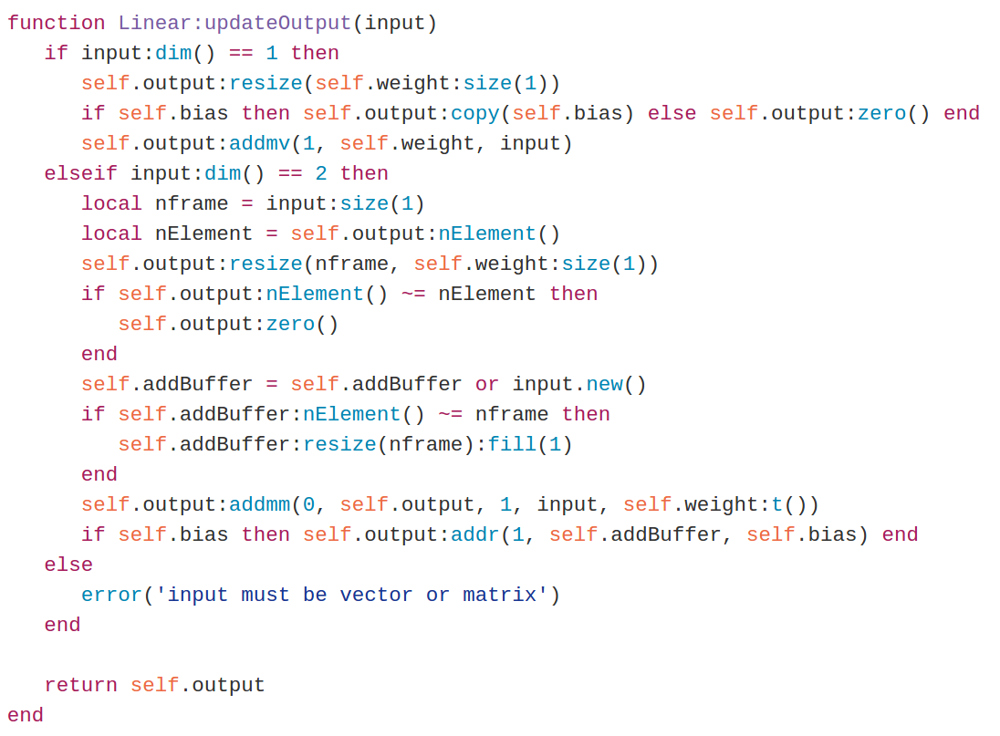 function Linear:updateOutput(input)
   if input:dim() == 1 then
      self.output:resize(self.weight:size(1))
      if self.bias then self.output:copy(self.bias) else self.output:zero() end
      self.output:addmv(1, self.weight, input)
   elseif input:dim() == 2 then
      local nframe = input:size(1)
      local nElement = self.output:nElement()
      self.output:resize(nframe, self.weight:size(1))
      if self.output:nElement() ~= nElement then
         self.output:zero()
      end
      self.addBuffer = self.addBuffer or input.new()
      if self.addBuffer:nElement() ~= nframe then
         self.addBuffer:resize(nframe):fill(1)
      end
      self.output:addmm(0, self.output, 1, input, self.weight:t())
      if self.bias then self.output:addr(1, self.addBuffer, self.bias) end
   else
      error('input must be vector or matrix')
   end

   return self.output
end